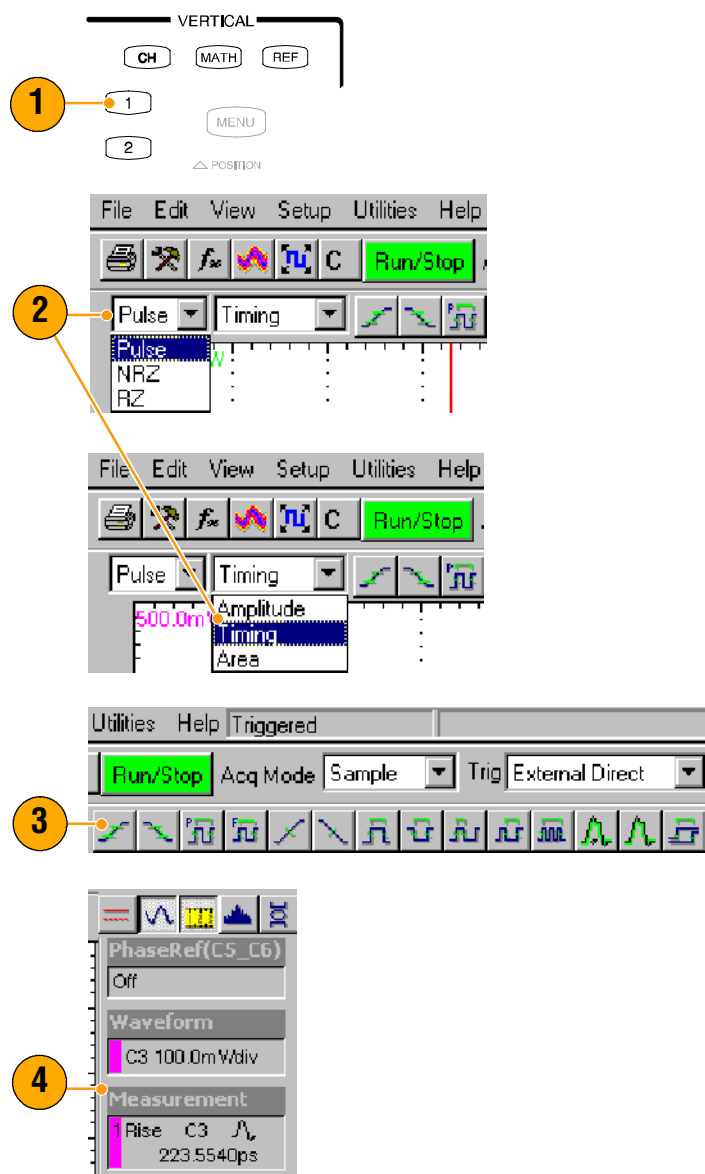 VERTICAL
CH MATH REF
1
1
MENU
2
△ POSITION
File Edit View Setup Utilities Help
C Run/Stop
2
Pulse Timing
Pulse
NRZ
RZ
W
File Edit View Setup Utilities Help
C Run/Stop
Pulse Timing
500.0m
Amplitude
Timing
Area
Utilities Help Triggered
Run/Stop Acq Mode Sample Trig External Direct
3
PhaseRef(C5_C6)
Off
Waveform
C3 100.0mV/div
4
Measurement
1 Rise C3
223.5540ps